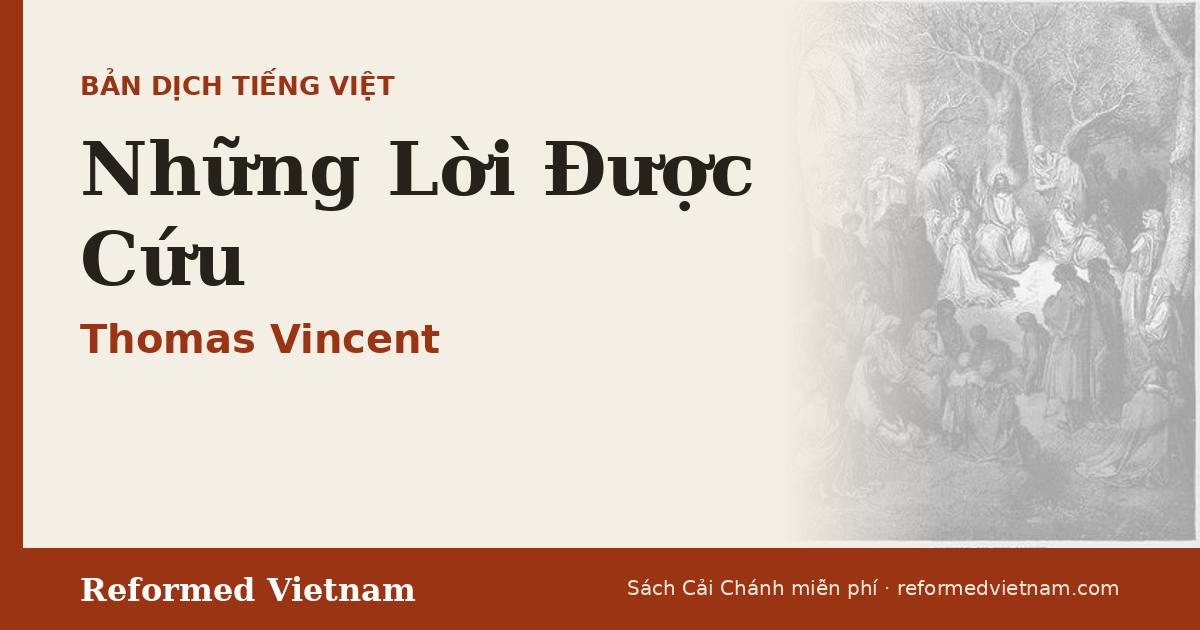 BẢN DỊCH TIẾNG VIỆT
Những Lời Được
Cứu
Thomas Vincent
Reformed Vietnam
Sách Cải Chánh miễn phí · reformedvietnam.com